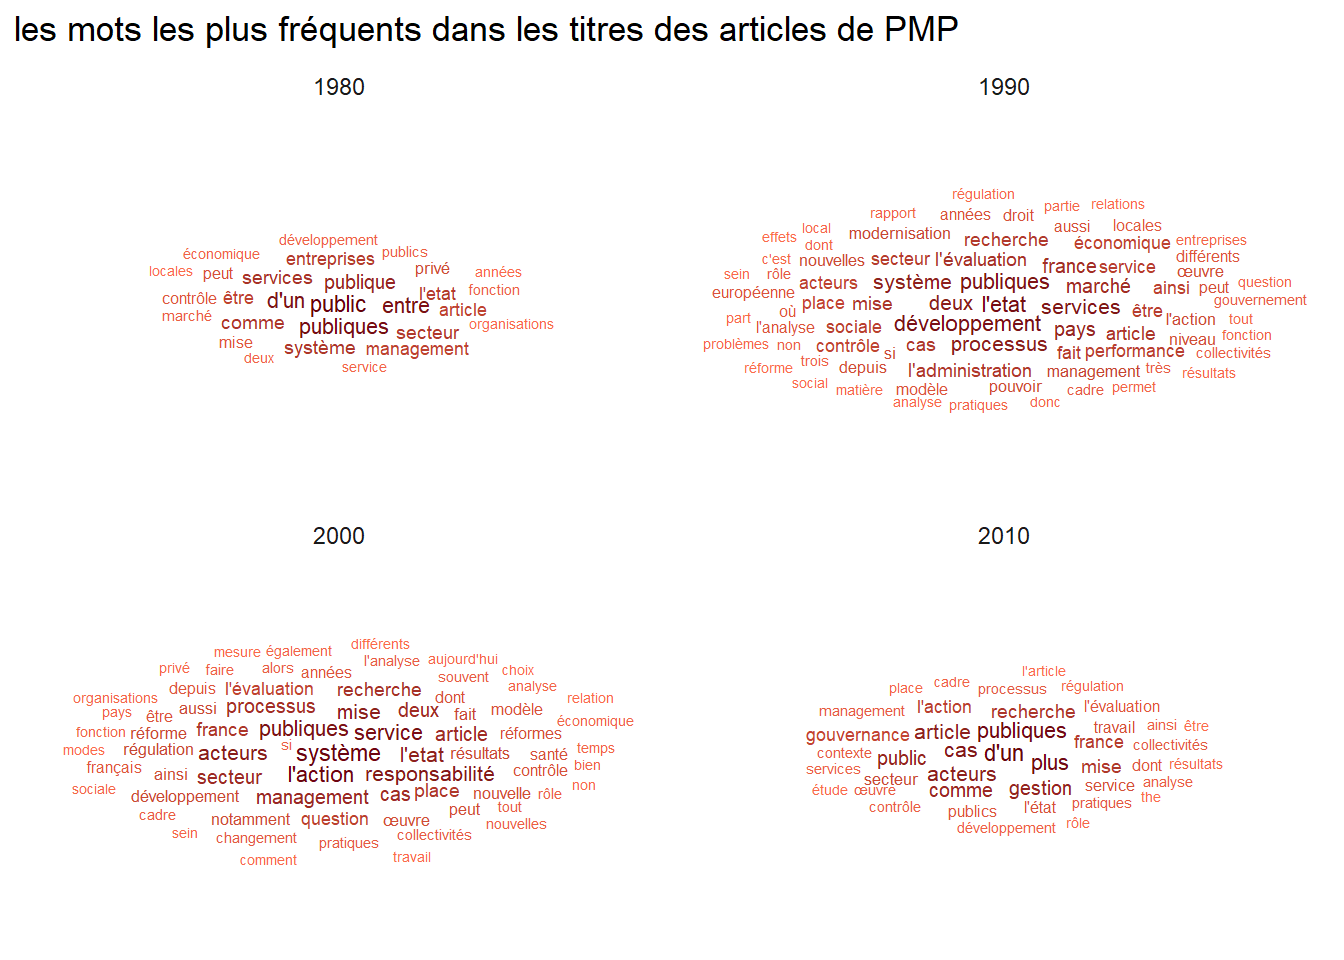 les mots les plus fréquents dans les titres des articles de PMP
1980
développement
économique publics
entreprises
locales peut services publique privé années
contrôle être d'un public entre l'etat fonction
marché article
comme publiques secteur organisations
mise système management
deux service
1990
régulation
rapport années droit partie relations
effets local modernisation recherche aussi locales
dont économique entreprises
c'est nouvelles secteur l'évaluation france service différents
sein rôle acteurs système publiques marché ainsi œuvre peut question
européenne place mise deux l'etat services être gouvernement
où
part l'analyse sociale développement pays article l'action tout
problèmes non contrôle si cas processus fait performance niveau fonction collectivités
réforme trois depuis l'administration management très résultats
social matière modèle pouvoir cadre permet
analyse pratiques donc
2000
mesure également différents
privé faire alors années l'analyse aujourd'hui choix
souvent
organisations depuis l'évaluation recherche dont analyse relation
pays être aussi processus mise deux fait modèle économique
fonction réforme france publiques service article réformes
modes régulation acteurs si système l'etat résultats santé temps
français ainsi secteur l'action responsabilité contrôle bien
sociale développement management cas place nouvelle rôle non
cadre notamment question œuvre peut tout nouvelles
sein changement pratiques collectivités
comment travail
2010
l'article
place cadre processus régulation
management l'action recherche l'évaluation
gouvernance article publiques travail ainsi être
contexte public cas d'un france collectivités
services secteur acteurs plus mise dont résultats
étude œuvre comme gestion service analyse
contrôle publics l'état pratiques the
développement rôle